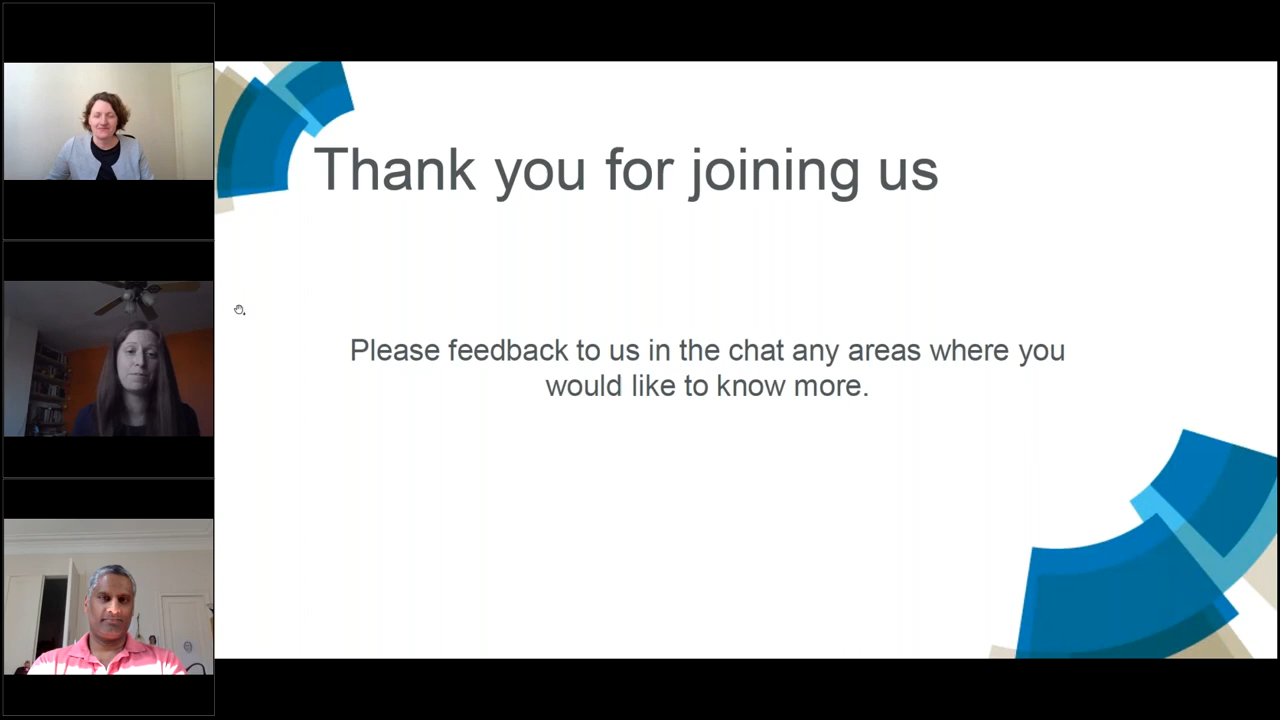 Thank you for joining us
Please feedback to us in the chat any areas where you
would like to know more.